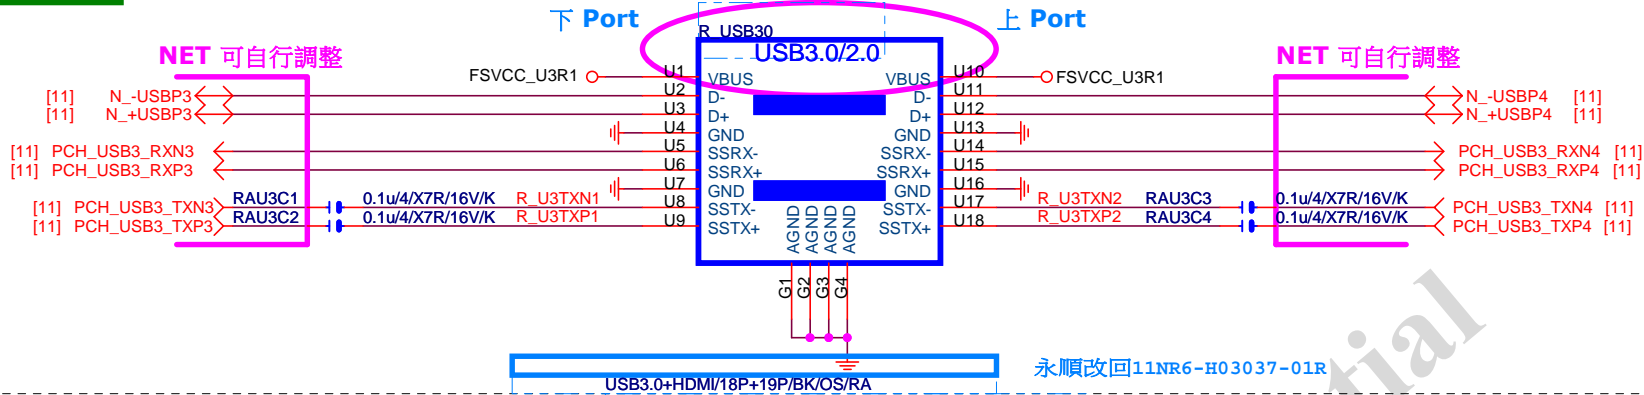 下 Port
上 Port
R_USB30
USB3.0/2.0
NET 可自行調整
NET 可自行調整
FSVCC_U3R1
U1
VBUS
VBUS
U10
FSVCC_U3R1
[11]
N_-USBP3
U2
D-
D-
U11
N_-USBP4
[11]
[11]
N_+USBP3
U3
D+
D+
U12
N_+USBP4
[11]
U4
GND
GND
U13
[11]
PCH_USB3_RXN3
U5
SSRX-
SSRX-
U14
PCH_USB3_RXN4
[11]
[11]
PCH_USB3_RXP3
U6
SSRX+
SSRX+
U15
PCH_USB3_RXP4
[11]
U7
GND
GND
U16
[11]
PCH_USB3_TXN3
RAU3C1
0.1u/4/X7R/16V/K
R_U3TXN1
U8
SSTX-
SSTX-
U17
R_U3TXN2
RAU3C3
0.1u/4/X7R/16V/K
PCH_USB3_TXN4
[11]
[11]
PCH_USB3_TXP3
RAU3C2
0.1u/4/X7R/16V/K
R_U3TXP1
U9
SSTX+
SSTX+
U18
R_U3TXP2
RAU3C4
0.1u/4/X7R/16V/K
PCH_USB3_TXP4
[11]
AGND
AGND
AGND
AGND
G1
G2
G3
G4
永順改回11NR6-H03037-01R
USB3.0+HDMI/18P+19P/BK/OS/RA
tial